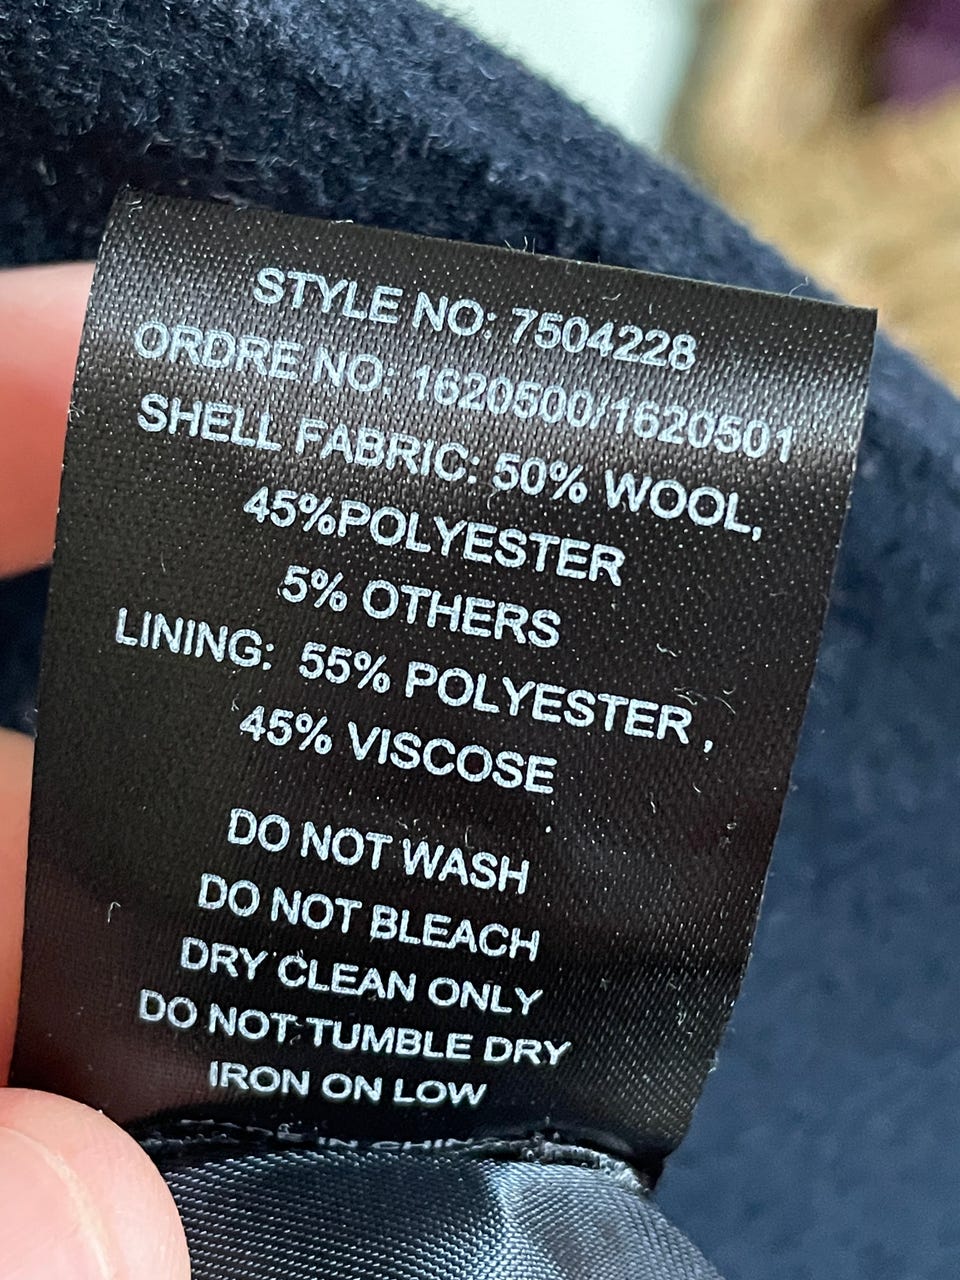 STYLE NO: 7504228
ORDRE NO: 1620500/1620501
SHELL FABRIC: 50% WOOL,
45%POLYESTER
5% OTHERS
LINING: 55% POLYESTER ,
45% VISCOSE
DO NOT WASH
DO NOT BLEACH
DRY CLEAN ONLY
DO NOT TUMBLE DRY
IRON ON LOW
IN